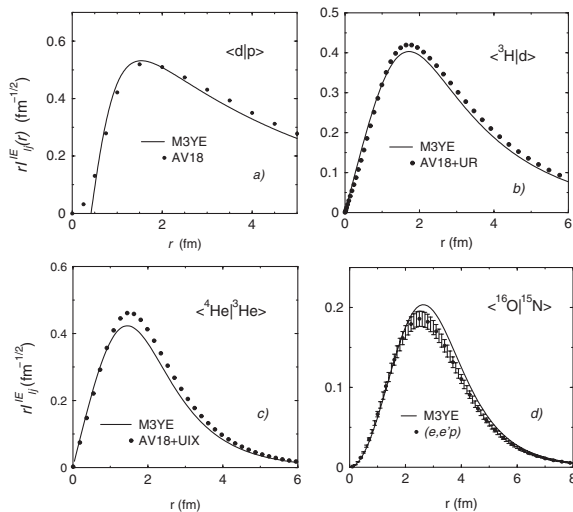 <d|p>
0.6
0.4
0.2
0
rI^{IE}_{lj}(r) (fm^{-1/2})
M3YE
AV18
a)
0 1 2 3 4 5
r (fm)
<³H|d>
0.5
0.4
0.3
0.2
0.1
0
M3YE
AV18+UR
b)
0 2 4 6
r (fm)
<⁴He|³He>
0.6
0.4
0.2
0
rI^{IE}_{lj}(r) (fm^{-1/2})
M3YE
AV18+UIX
c)
0 2 4 6
r (fm)
<¹⁶O|¹⁵N>
0.2
0.1
0
M3YE
(e,e'p)
d)
0 2 4 6 8
r (fm)